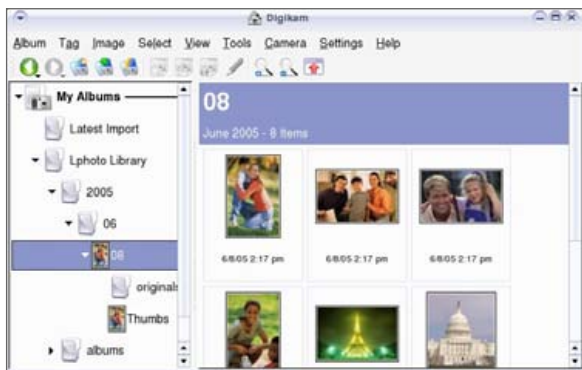 Digikam
Album Tag Image Select View Tools Camera Settings Help
My Albums
Latest Import
Lphoto Library
2005
06
08
originals
Thumbs
albums
08
June 2005 - 8 Items
6/8/05 2:17 pm
6/8/05 2:17 pm
6/8/05 2:17 pm